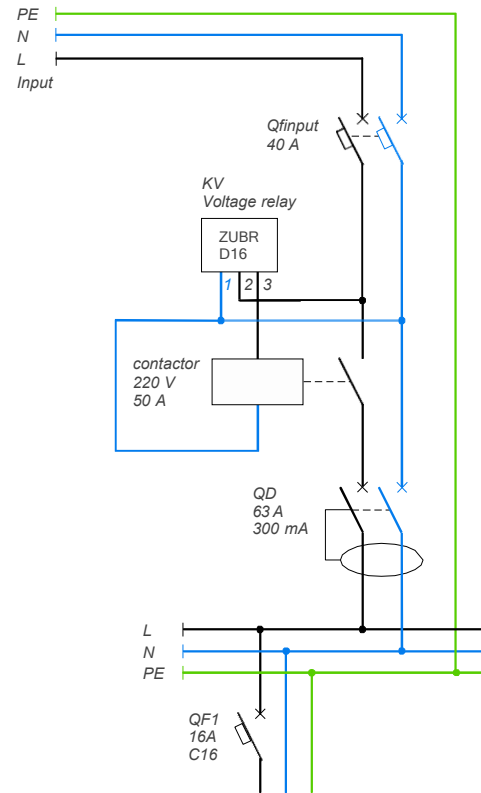 PE
N
L
Input
Qfinput
40 A
KV
Voltage relay
ZUBR
D16
1 2 3
contactor
220 V
50 A
QD
63 A
300 mA
L
N
PE
QF1
16A
C16